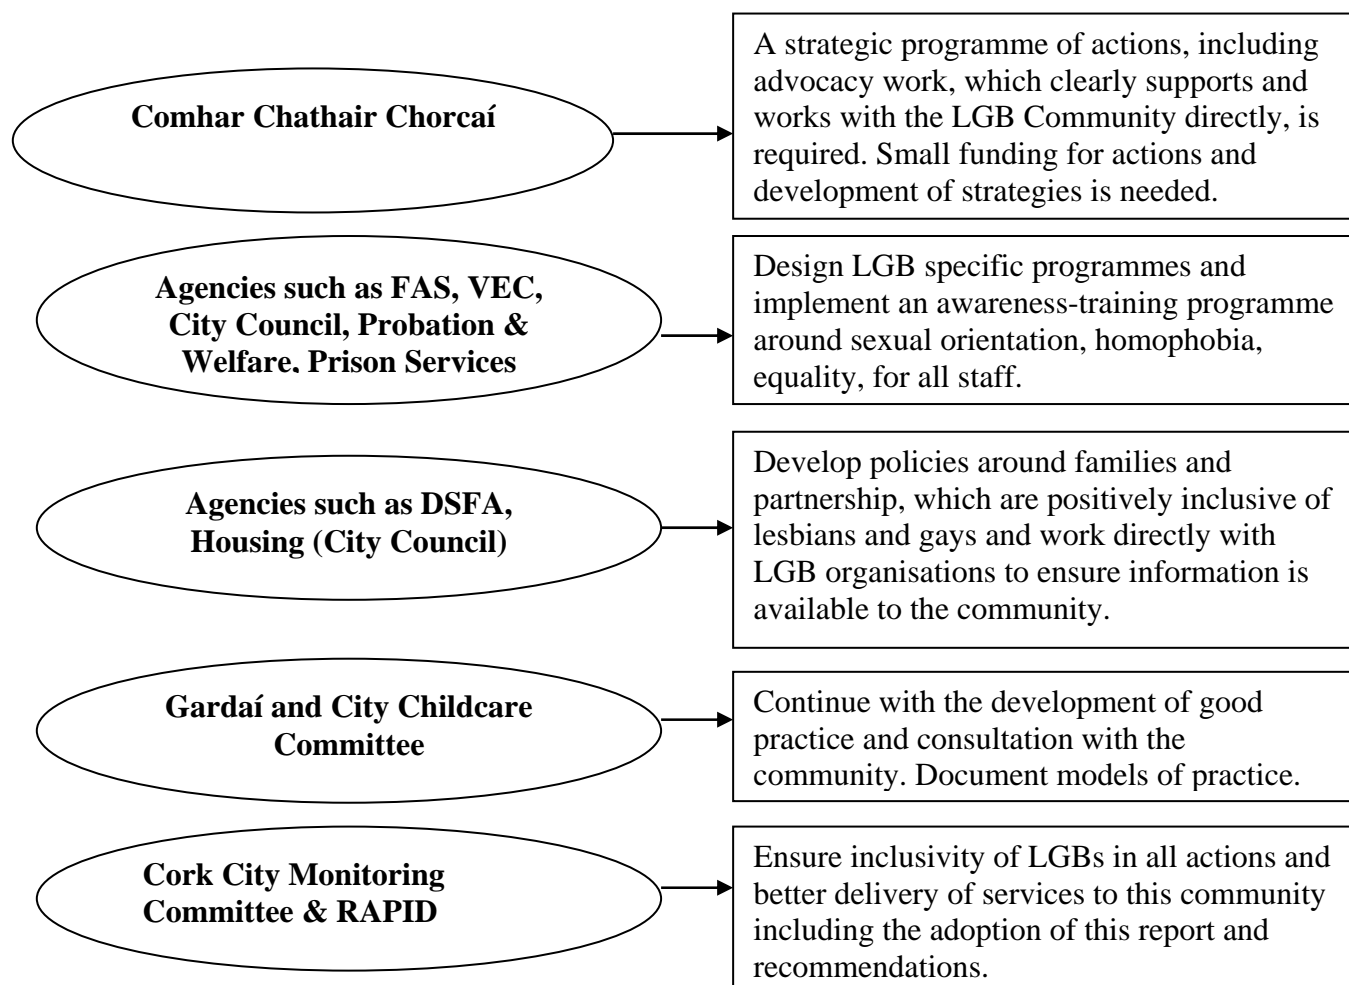 Comhar Chathair Chorcaí
A strategic programme of actions, including
advocacy work, which clearly supports and
works with the LGB Community directly, is
required. Small funding for actions and
development of strategies is needed.
Agencies such as FAS, VEC,
City Council, Probation &
Welfare, Prison Services
Design LGB specific programmes and
implement an awareness-training programme
around sexual orientation, homophobia,
equality, for all staff.
Agencies such as DSFA,
Housing (City Council)
Develop policies around families and
partnership, which are positively inclusive of
lesbians and gays and work directly with
LGB organisations to ensure information is
available to the community.
Gardaí and City Childcare
Committee
Continue with the development of good
practice and consultation with the
community. Document models of practice.
Cork City Monitoring
Committee & RAPID
Ensure inclusivity of LGBs in all actions and
better delivery of services to this community
including the adoption of this report and
recommendations.